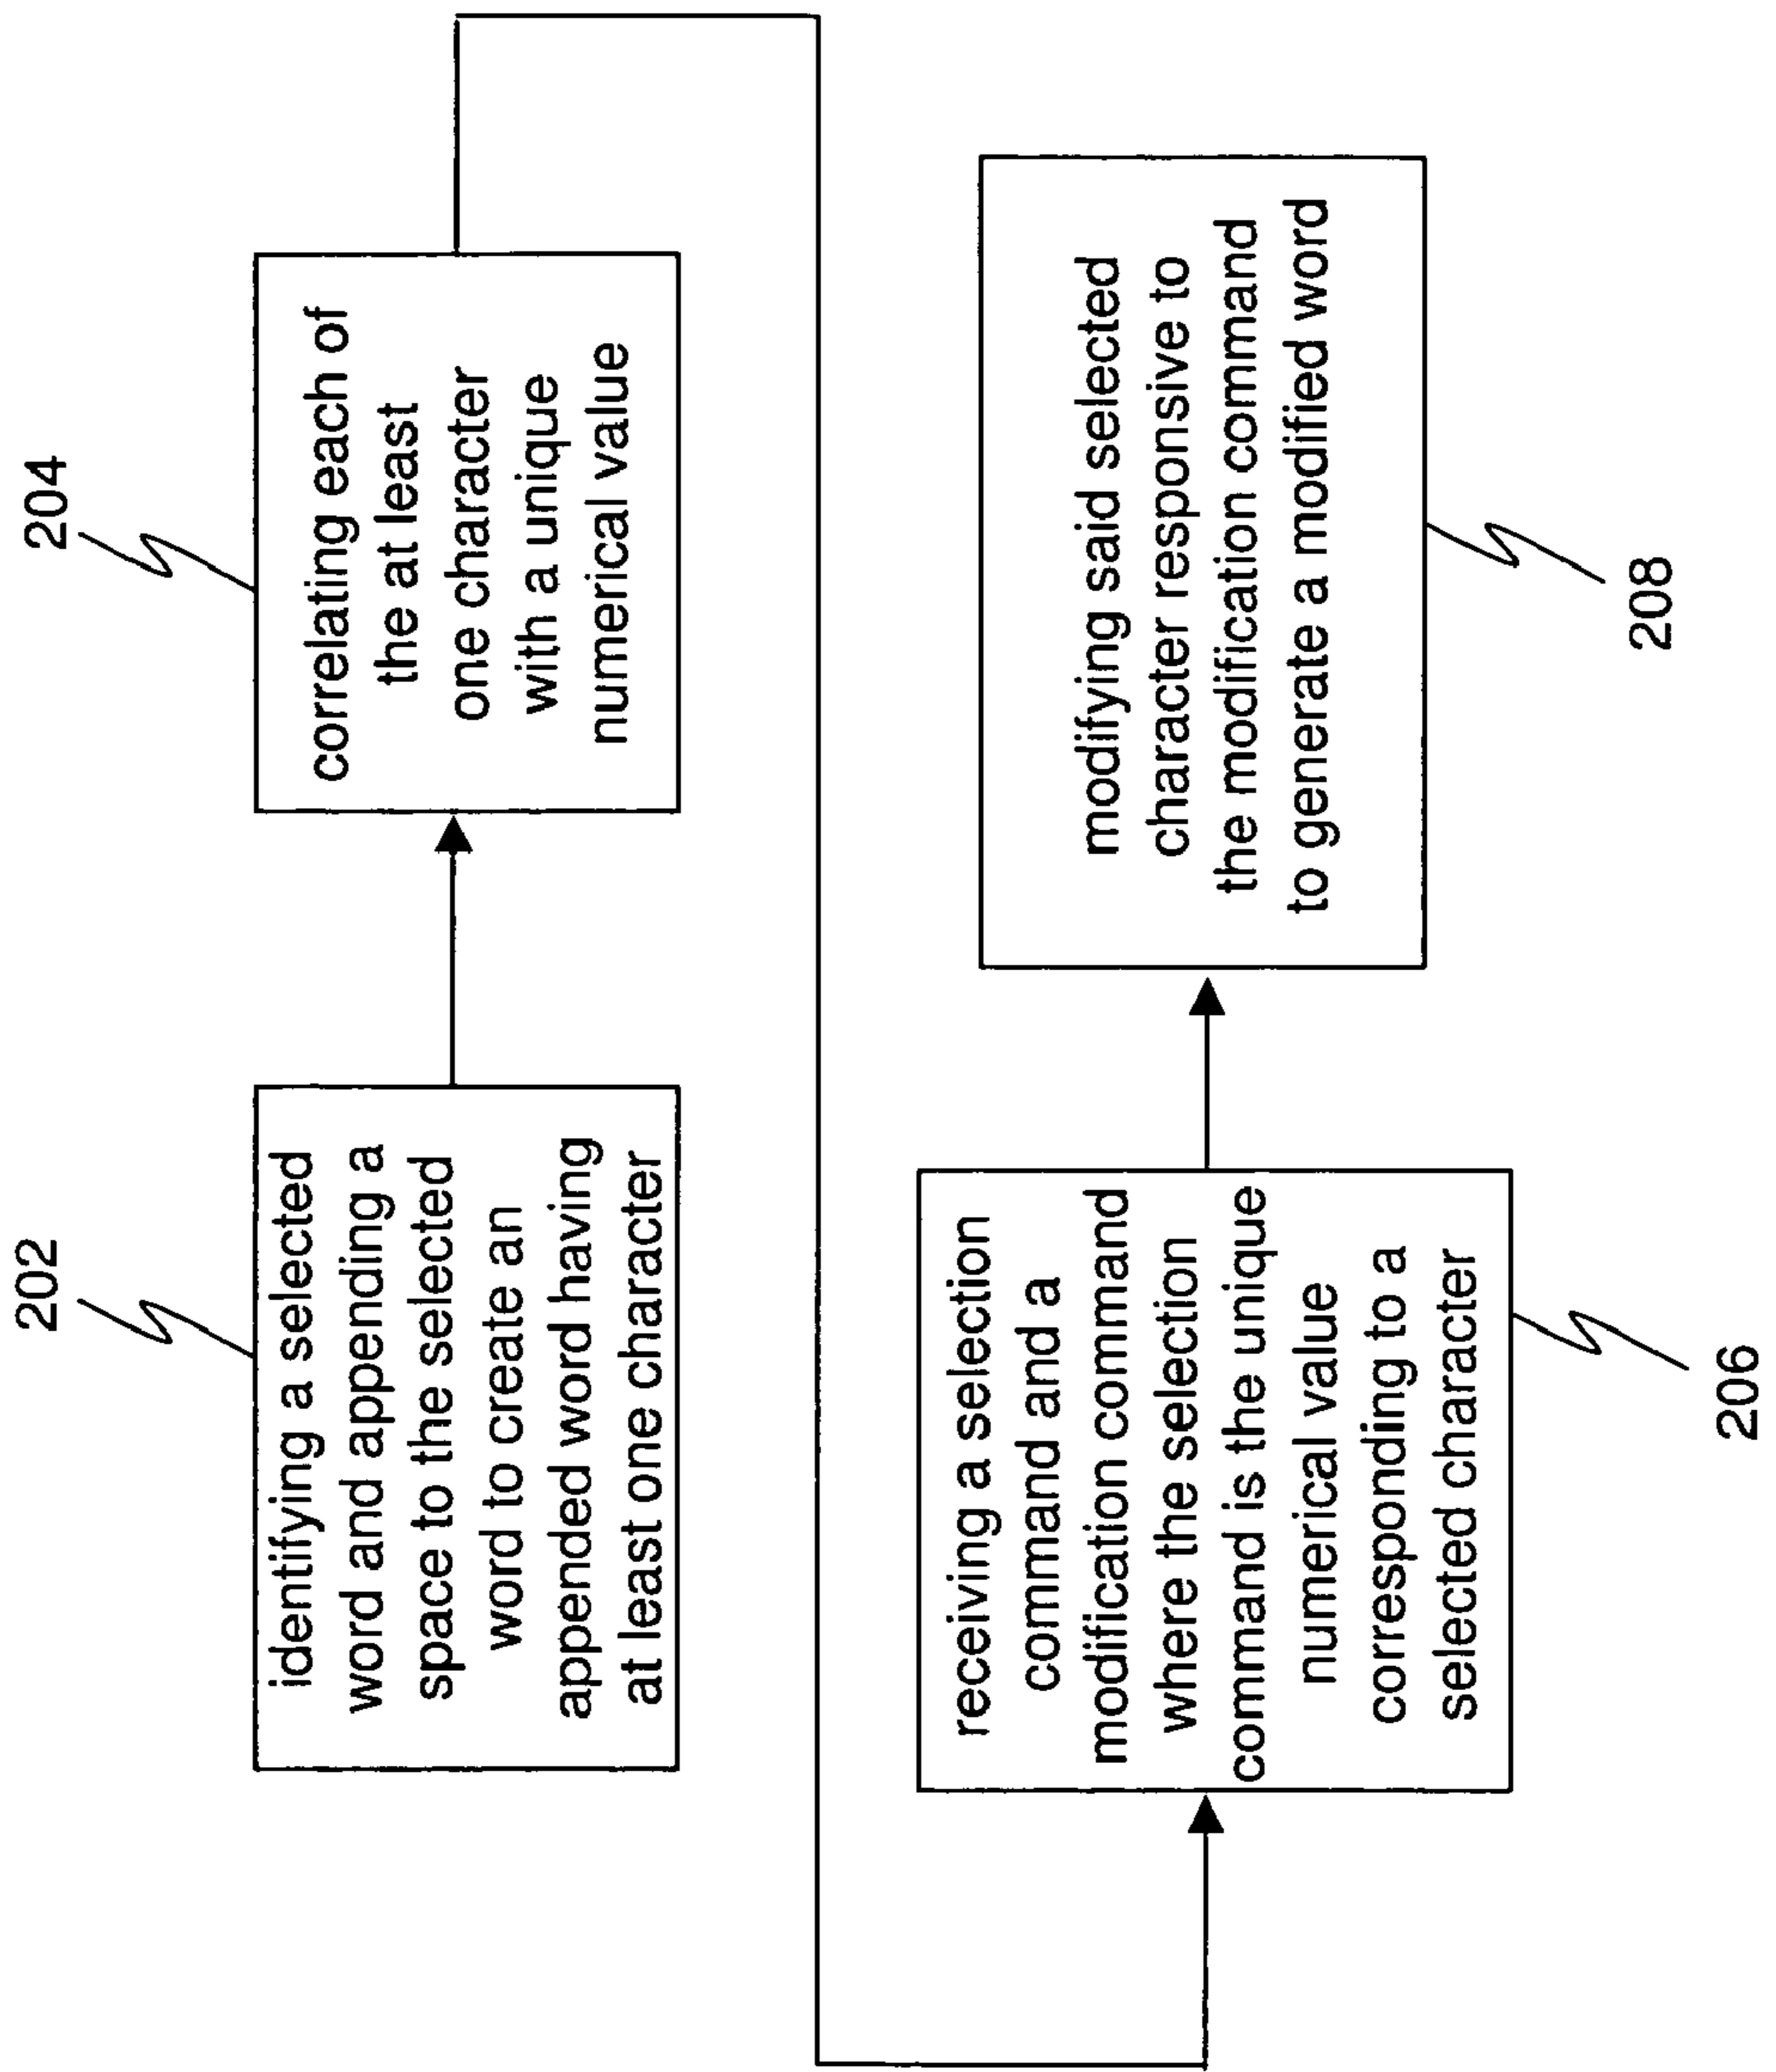 202
identifying a selected
word and appending a
space to the selected
word to create an
appended word having
at least one character
204
correlating each of
the at least
one character
with a unique
numerical value
receiving a selection
command and a
modification command
where the selection
command is the unique
numerical value
corresponding to a
selected character
206
modifying said selected
character responsive to
the modification command
to generate a modified word
208